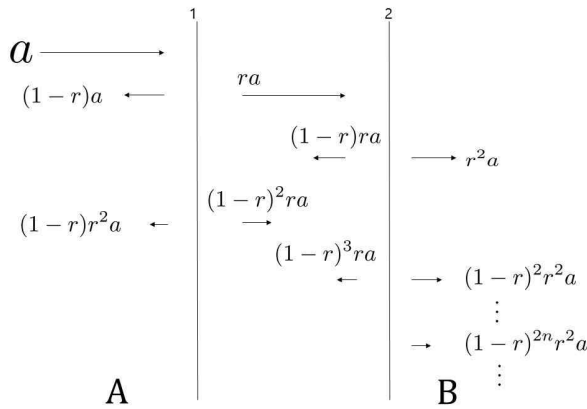 1 2
a
(1 − r)a ra
(1 − r)ra r²a
(1 − r)r²a (1 − r)²ra
(1 − r)³ra (1 − r)²r²a
⋮
(1 − r)²ⁿr²a
⋮
A B